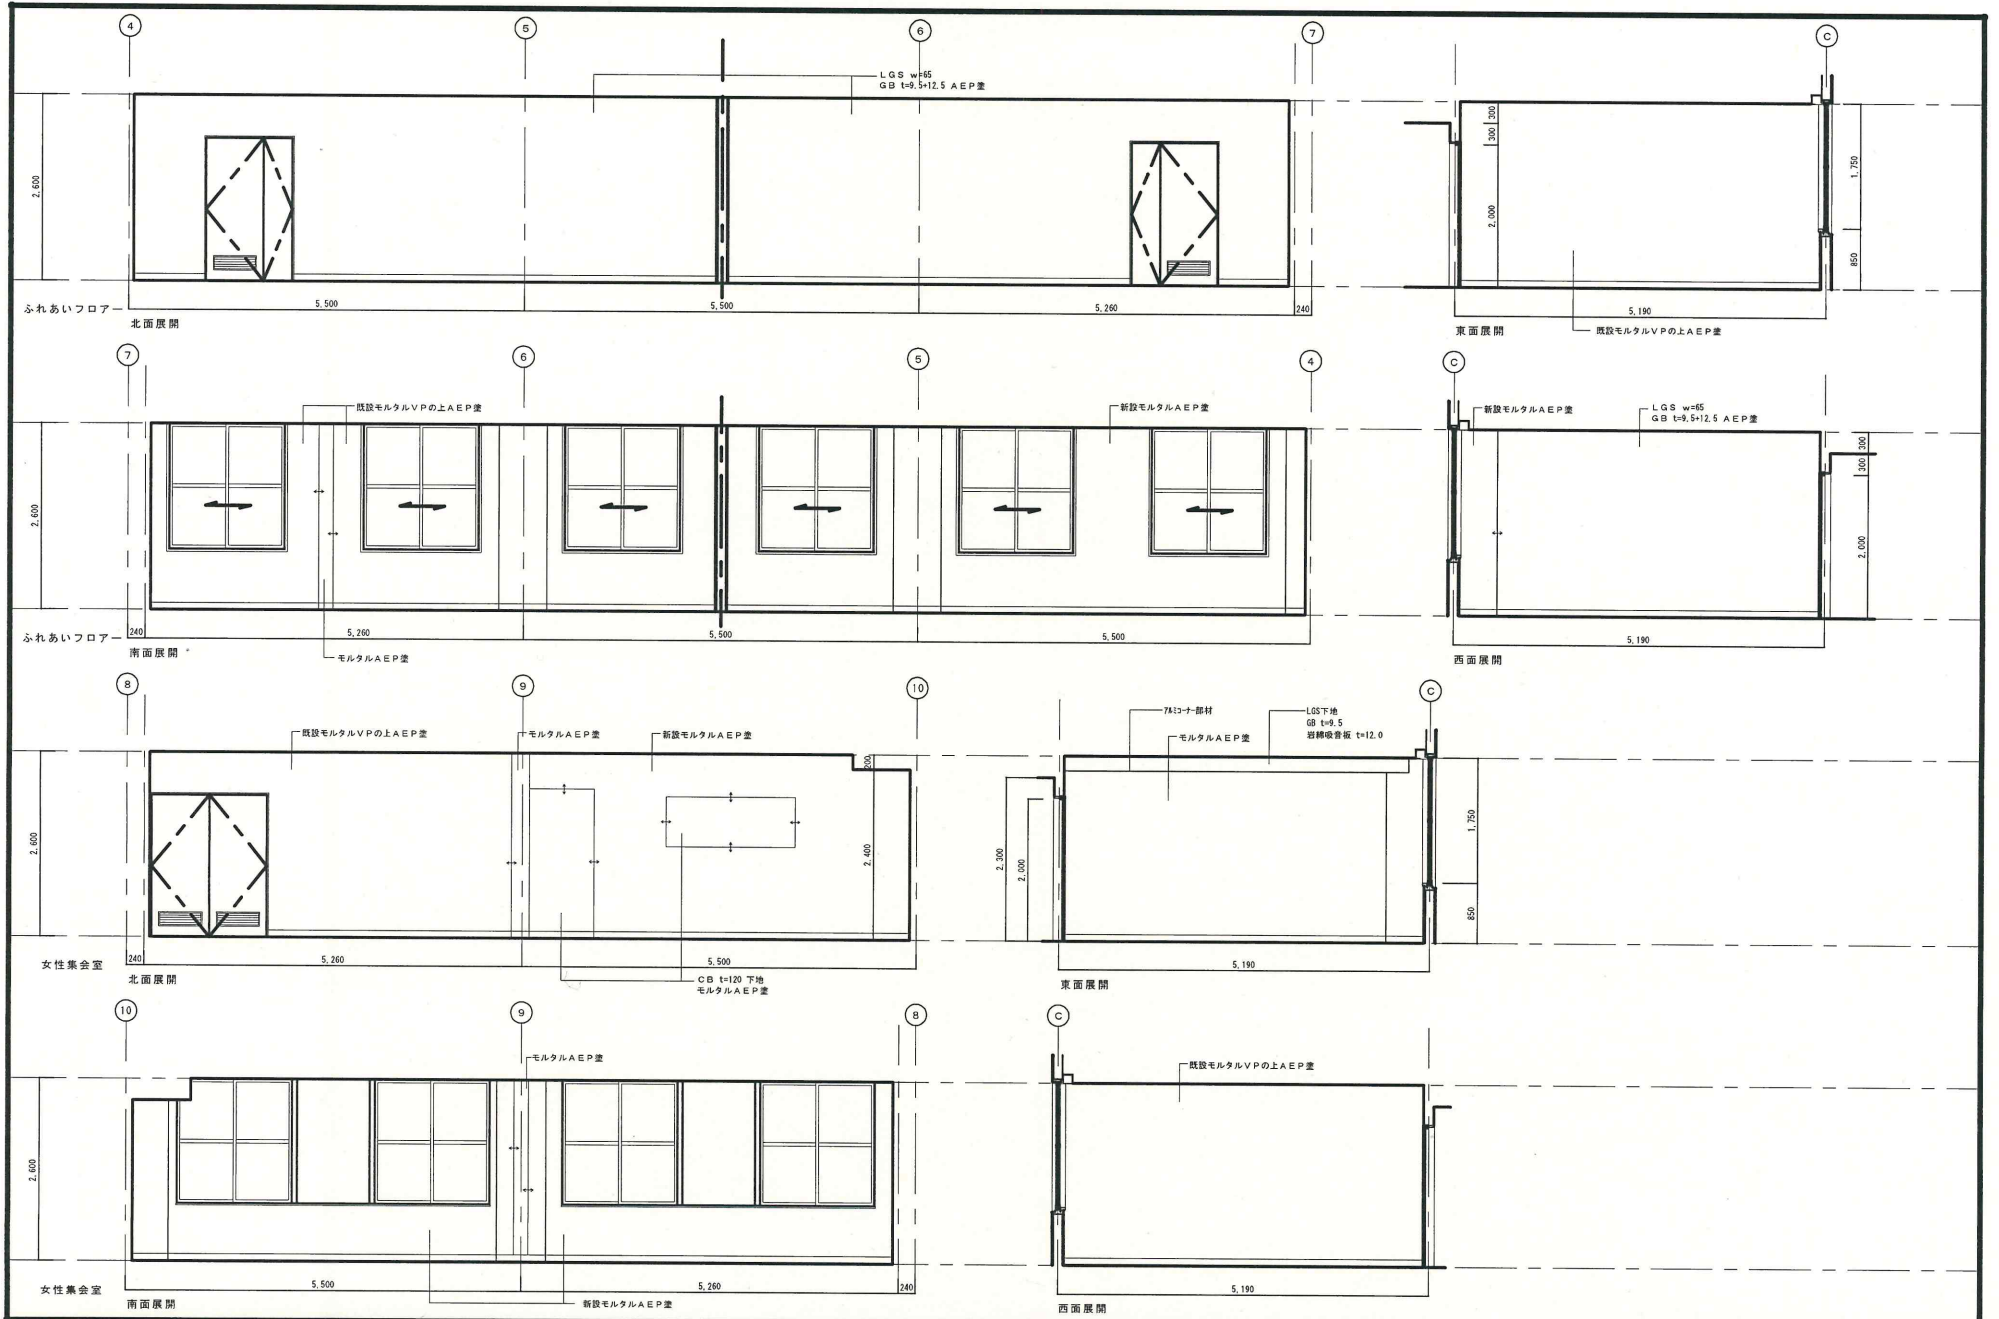 4
5
6
7
C
LGS w=65
GB t=9.5+12.5 AEP塗
2,600
300
300
2,000
1,750
850
ふれあいフロア
5,500
5,500
5,260
240
北面展開
5,190
東面展開
既設モルタルVPの上AEP塗
7
6
5
4
C
既設モルタルVPの上AEP塗
新設モルタルAEP塗
新設モルタルAEP塗
LGS w=65
GB t=9.5+12.5 AEP塗
2,600
300
300
2,000
ふれあいフロア
240
5,260
5,500
5,500
南面展開
モルタルAEP塗
5,190
西面展開
8
9
10
C
既設モルタルVPの上AEP塗
モルタルAEP塗
新設モルタルAEP塗
アルミコーナー部材
モルタルAEP塗
LGS下地
GB t=9.5
岩綿吸音板 t=12.0
2,600
200
2,400
2,300
2,000
1,750
850
女性集会室
240
5,260
5,500
北面展開
CB t=120 下地
モルタルAEP塗
5,190
東面展開
10
9
8
C
モルタルAEP塗
既設モルタルVPの上AEP塗
2,600
女性集会室
5,500
5,260
240
南面展開
新設モルタルAEP塗
5,190
西面展開